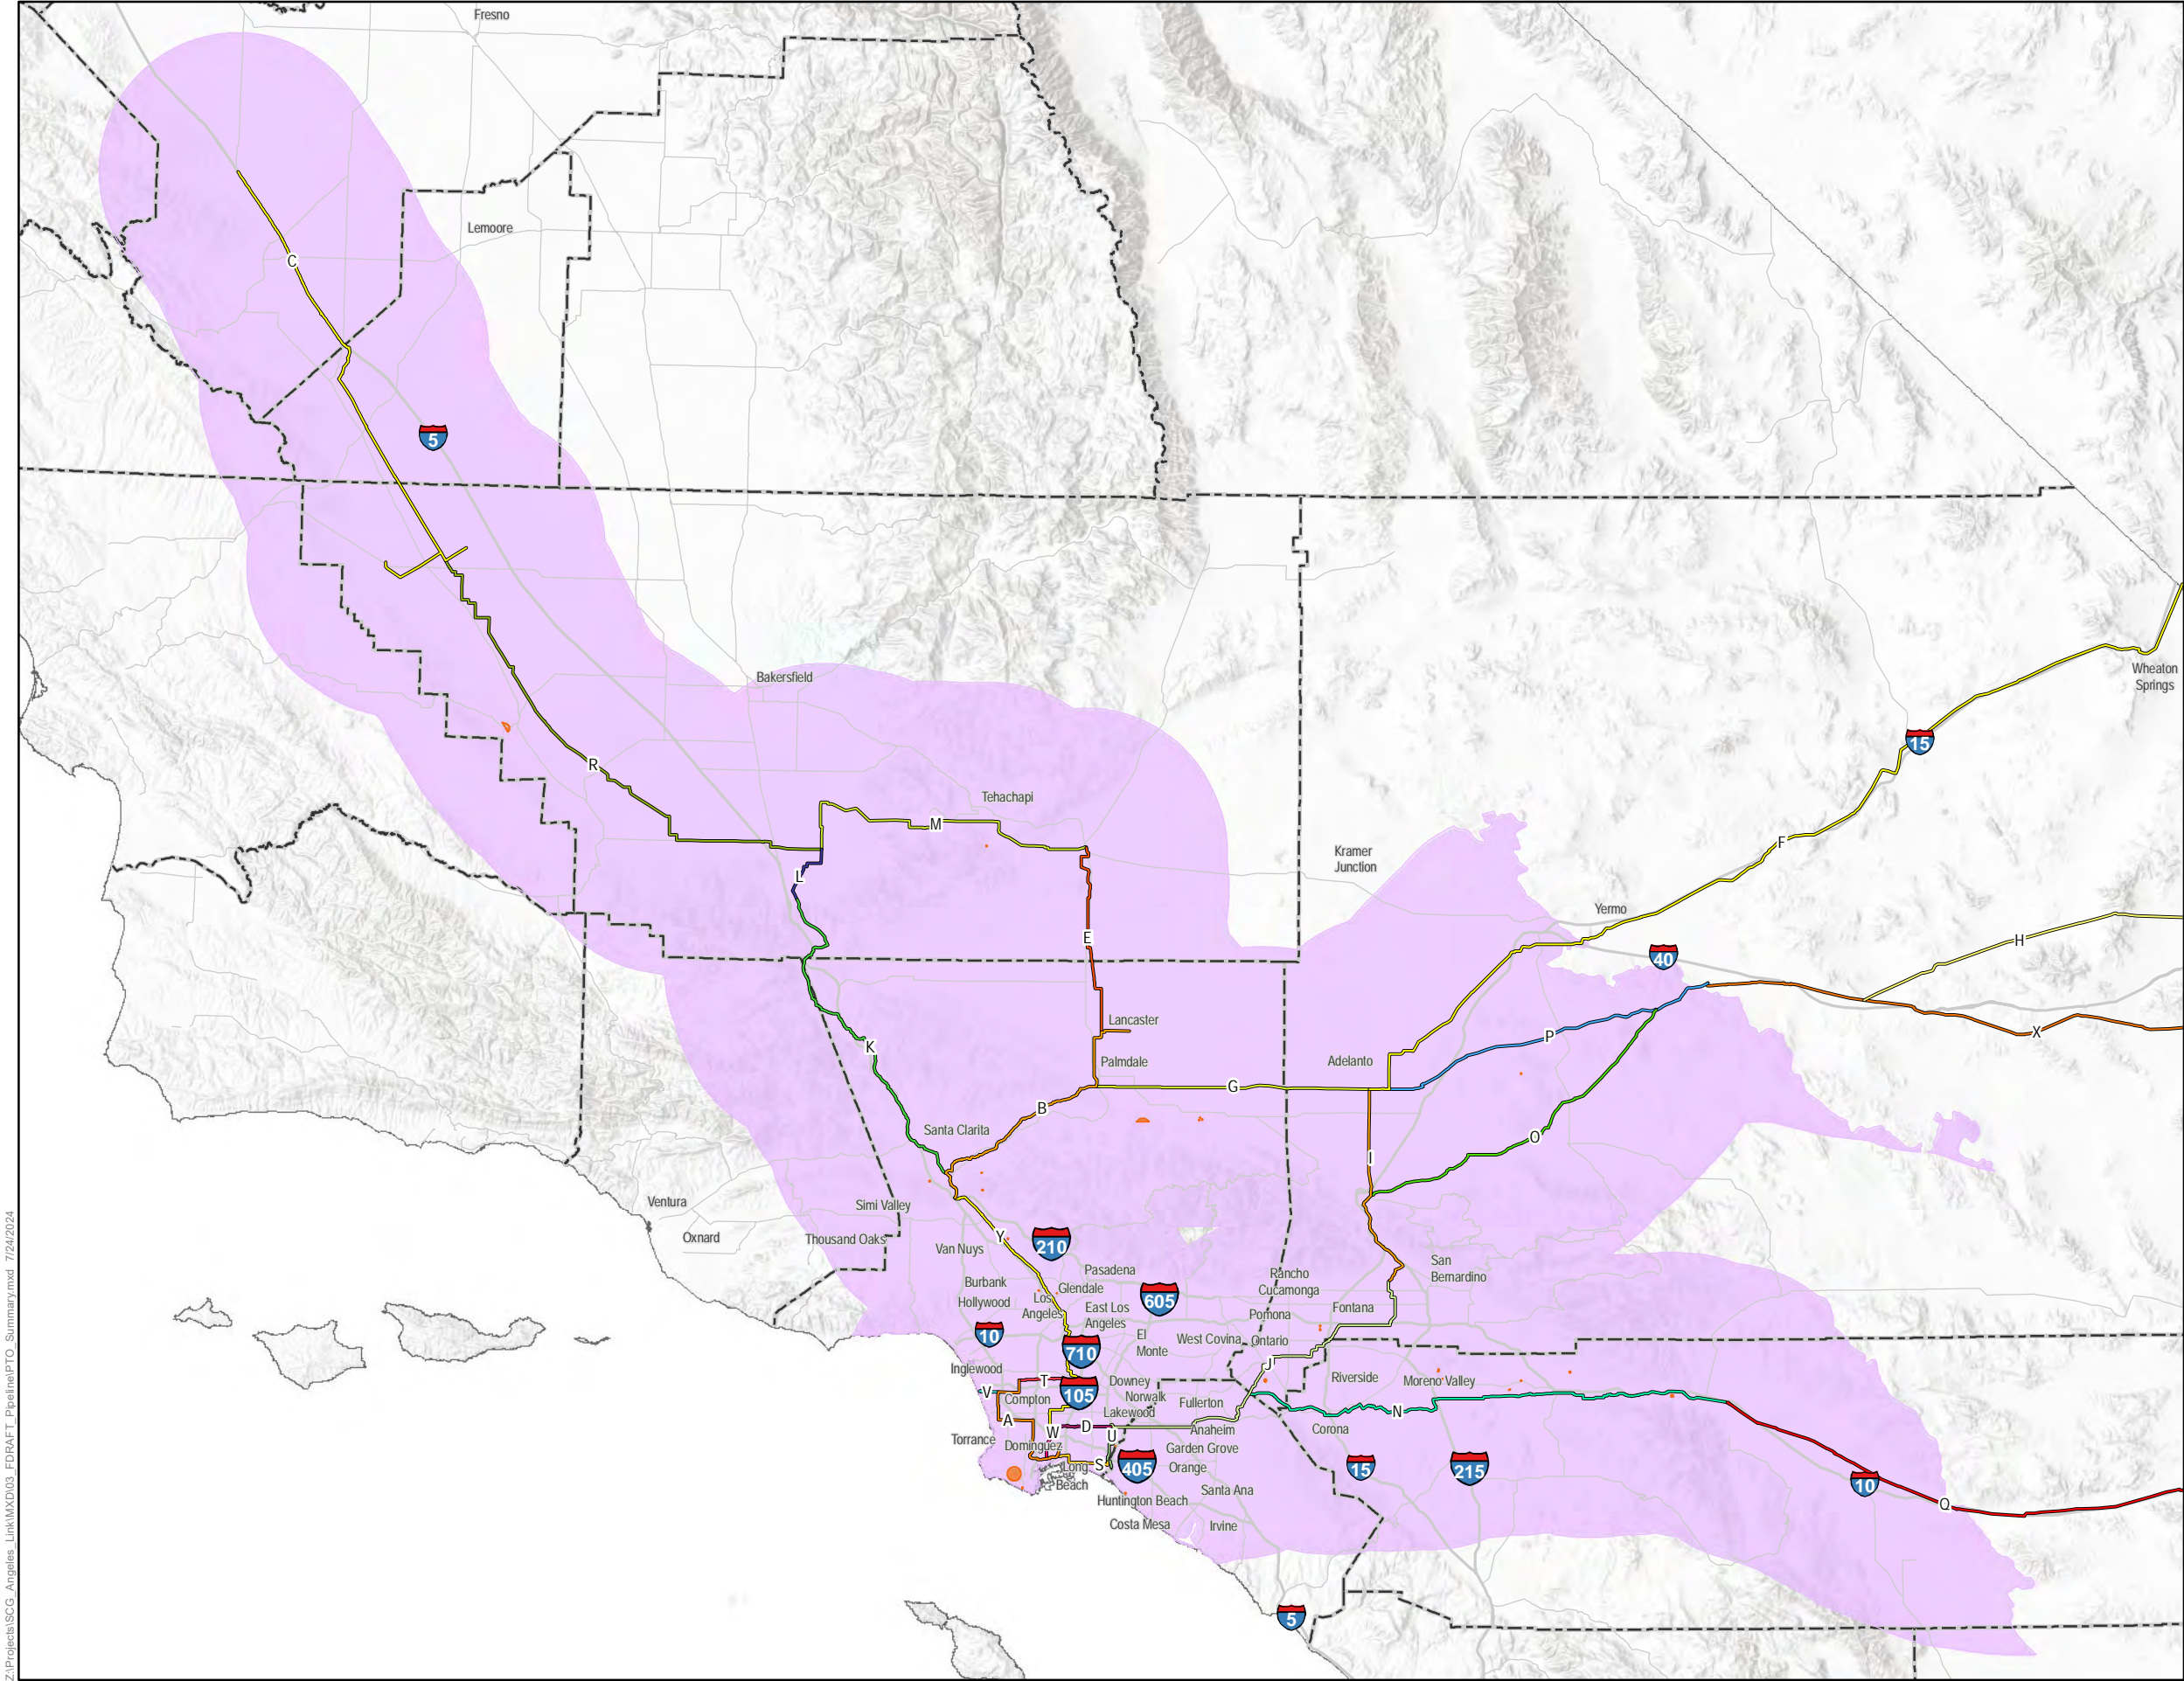 Fresno
Lemoore
C
5
Bakersfield
Wheaton
Springs
15
R
Tehachapi
M
F
Kramer
Junction
L
Yermo
E
H
40
Lancaster
X
K
P
Palmdale
Adelanto
G
B
Santa Clarita
O
I
Simi Valley
Ventura
Oxnard
Thousand Oaks
Y
210
Van Nuys
Pasadena
San
Bernardino
Burbank
Glendale
Rancho
Cucamonga
Hollywood
Los
Angeles
605
East Los
Angeles
Pomona
Fontana
10
El
Monte
West Covina
Ontario
710
J
Inglewood
Riverside
Moreno Valley
V
T
105
Downey
Compton
Norwalk
Fullerton
Lakewood
N
A
D
Torrance
W
U
Anaheim
Corona
Dominguez
Garden Grove
S
405
Orange
15
215
Long
Beach
10
Santa Ana
Huntington Beach
Q
Costa Mesa
Irvine
5
Z:\Projects\SCG_Angeles_Link\MXD\03_FDRAFT_Pipeline\PTO_Summary.mxd 7/24/2024